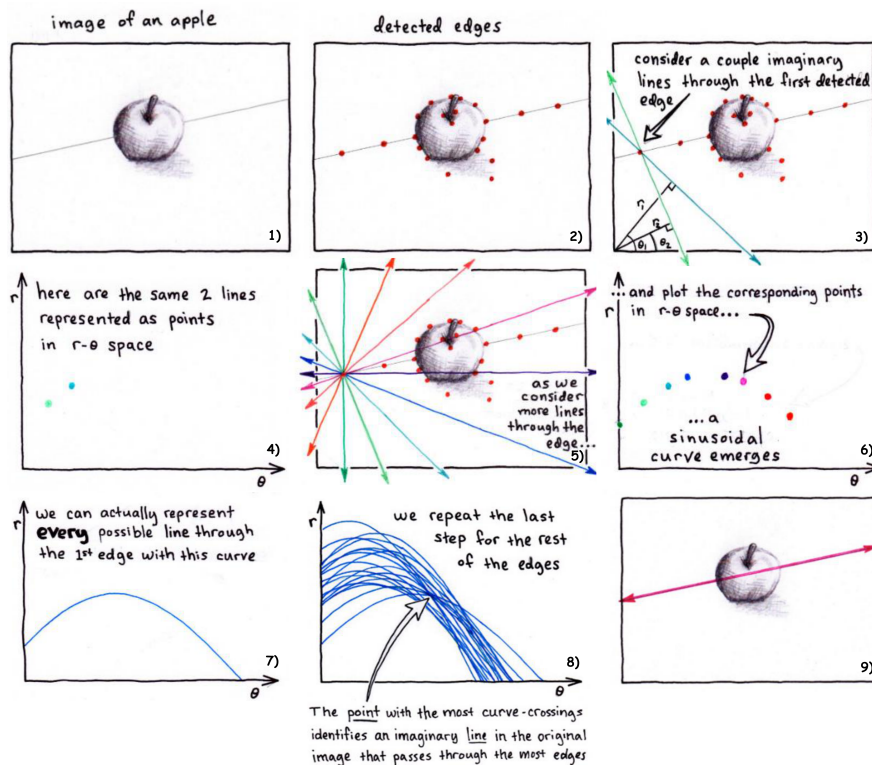 image of an apple
1)
detected edges
2)
consider a couple imaginary
lines through the first detected
edge
r₁
r₂
θ₁
θ₂
3)
r
here are the same 2 lines
represented as points
in r-θ space
4)
θ
as we
consider
more lines
through the
edge...
5)
... and plot the corresponding points
r
in r-θ space...
... a
sinusoidal
curve emerges
6)
θ
r
we can actually represent
every possible line through
the 1st edge with this curve
7)
θ
r
we repeat the last
step for the rest
of the edges
8)
θ
The point with the most curve-crossings
identifies an imaginary line in the original
image that passes through the most edges
9)